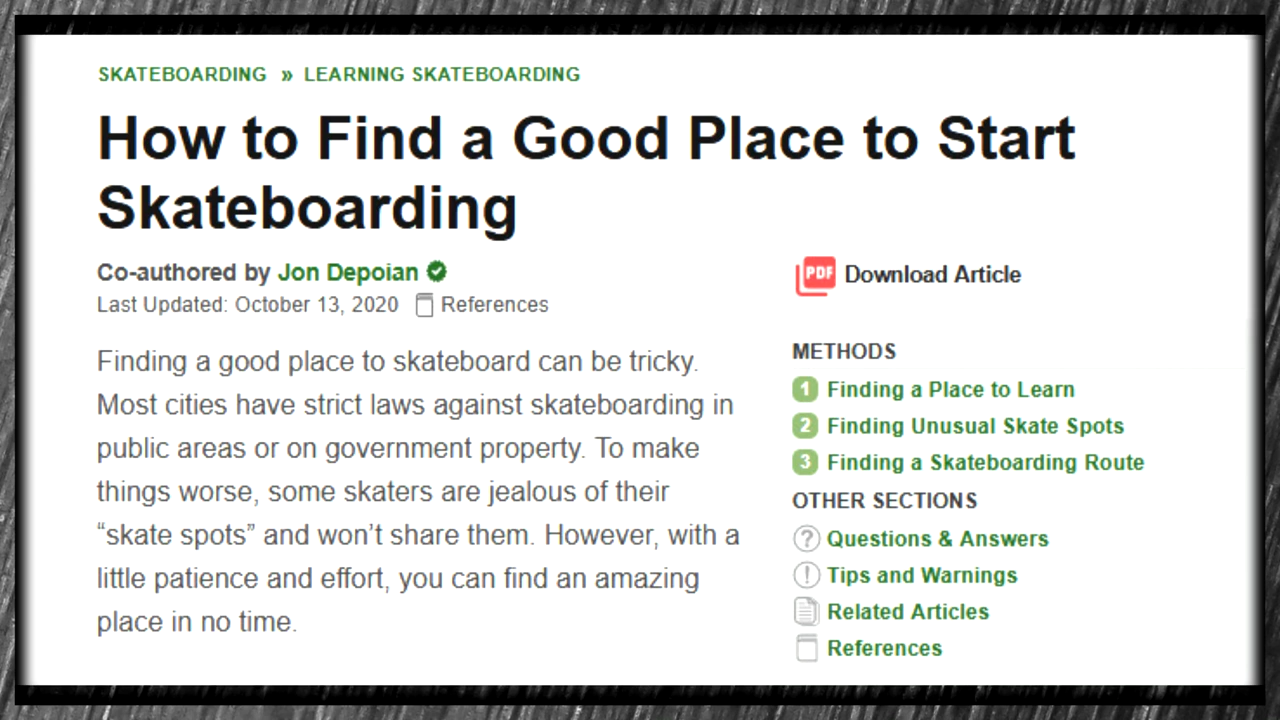 SKATEBOARDING » LEARNING SKATEBOARDING
How to Find a Good Place to Start
Skateboarding
Co-authored by Jon Depoian
Last Updated: October 13, 2020 References
Finding a good place to skateboard can be tricky.
Most cities have strict laws against skateboarding in
public areas or on government property. To make
things worse, some skaters are jealous of their
“skate spots” and won’t share them. However, with a
little patience and effort, you can find an amazing
place in no time.
PDF Download Article
METHODS
1 Finding a Place to Learn
2 Finding Unusual Skate Spots
3 Finding a Skateboarding Route
OTHER SECTIONS
? Questions & Answers
! Tips and Warnings
Related Articles
References